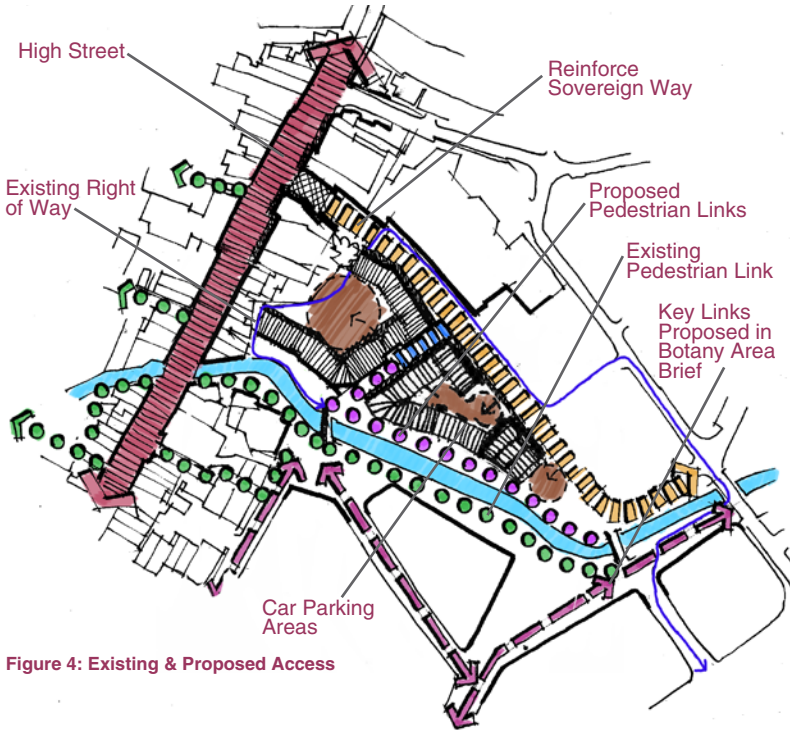 High Street
Reinforce
Sovereign Way
Existing Right
of Way
Proposed
Pedestrian Links
Existing
Pedestrian Link
Key Links
Proposed in
Botany Area
Brief
Car Parking
Areas
Figure 4: Existing & Proposed Access